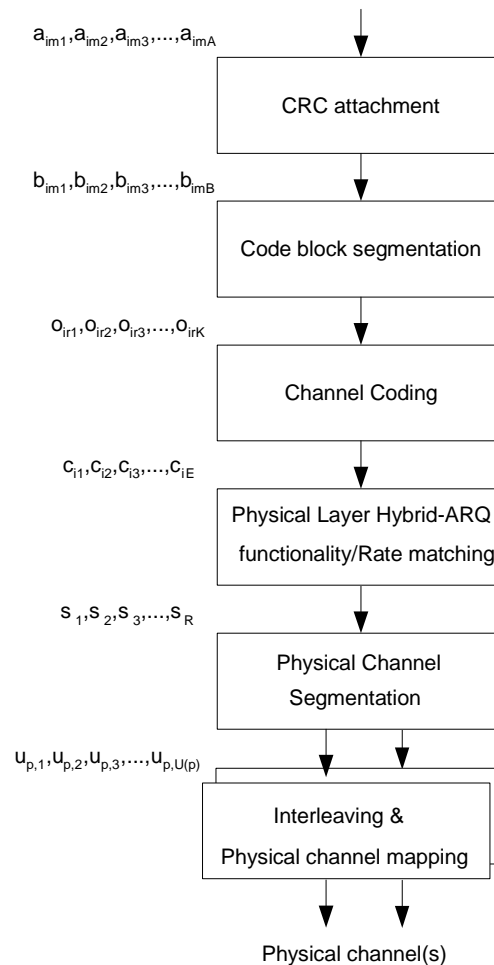 a_im1,a_im2,a_im3,...,a_imA
CRC attachment
b_im1,b_im2,b_im3,...,b_imB
Code block segmentation
o_ir1,o_ir2,o_ir3,...,o_irK
Channel Coding
c_i1,c_i2,c_i3,...,c_iE
Physical Layer Hybrid-ARQ
functionality/Rate matching
s_1,s_2,s_3,...,s_R
Physical Channel
Segmentation
u_p,1,u_p,2,u_p,3,...,u_p,U(p)
Interleaving &
Physical channel mapping
Physical channel(s)